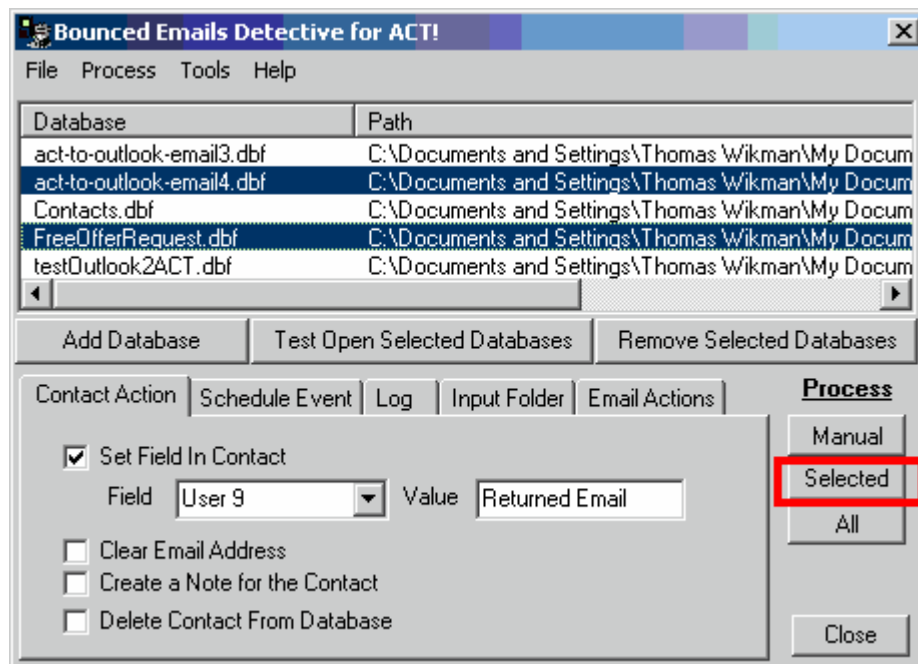 Bounced Emails Detective for ACT!
File Process Tools Help
Database Path
act-to-outlook-email3.dbf C:\Documents and Settings\Thomas Wikman\My Docum
act-to-outlook-email4.dbf C:\Documents and Settings\Thomas Wikman\My Docum
Contacts.dbf C:\Documents and Settings\Thomas Wikman\My Docum
FreeOfferRequest.dbf C:\Documents and Settings\Thomas Wikman\My Docum
testOutlook2ACT.dbf C:\Documents and Settings\Thomas Wikman\My Docum
Add Database Test Open Selected Databases Remove Selected Databases
Contact Action Schedule Event Log Input Folder Email Actions Process
Manual
Set Field In Contact
Selected
Field User 9 Value Returned Email
All
Clear Email Address
Create a Note for the Contact
Delete Contact From Database
Close